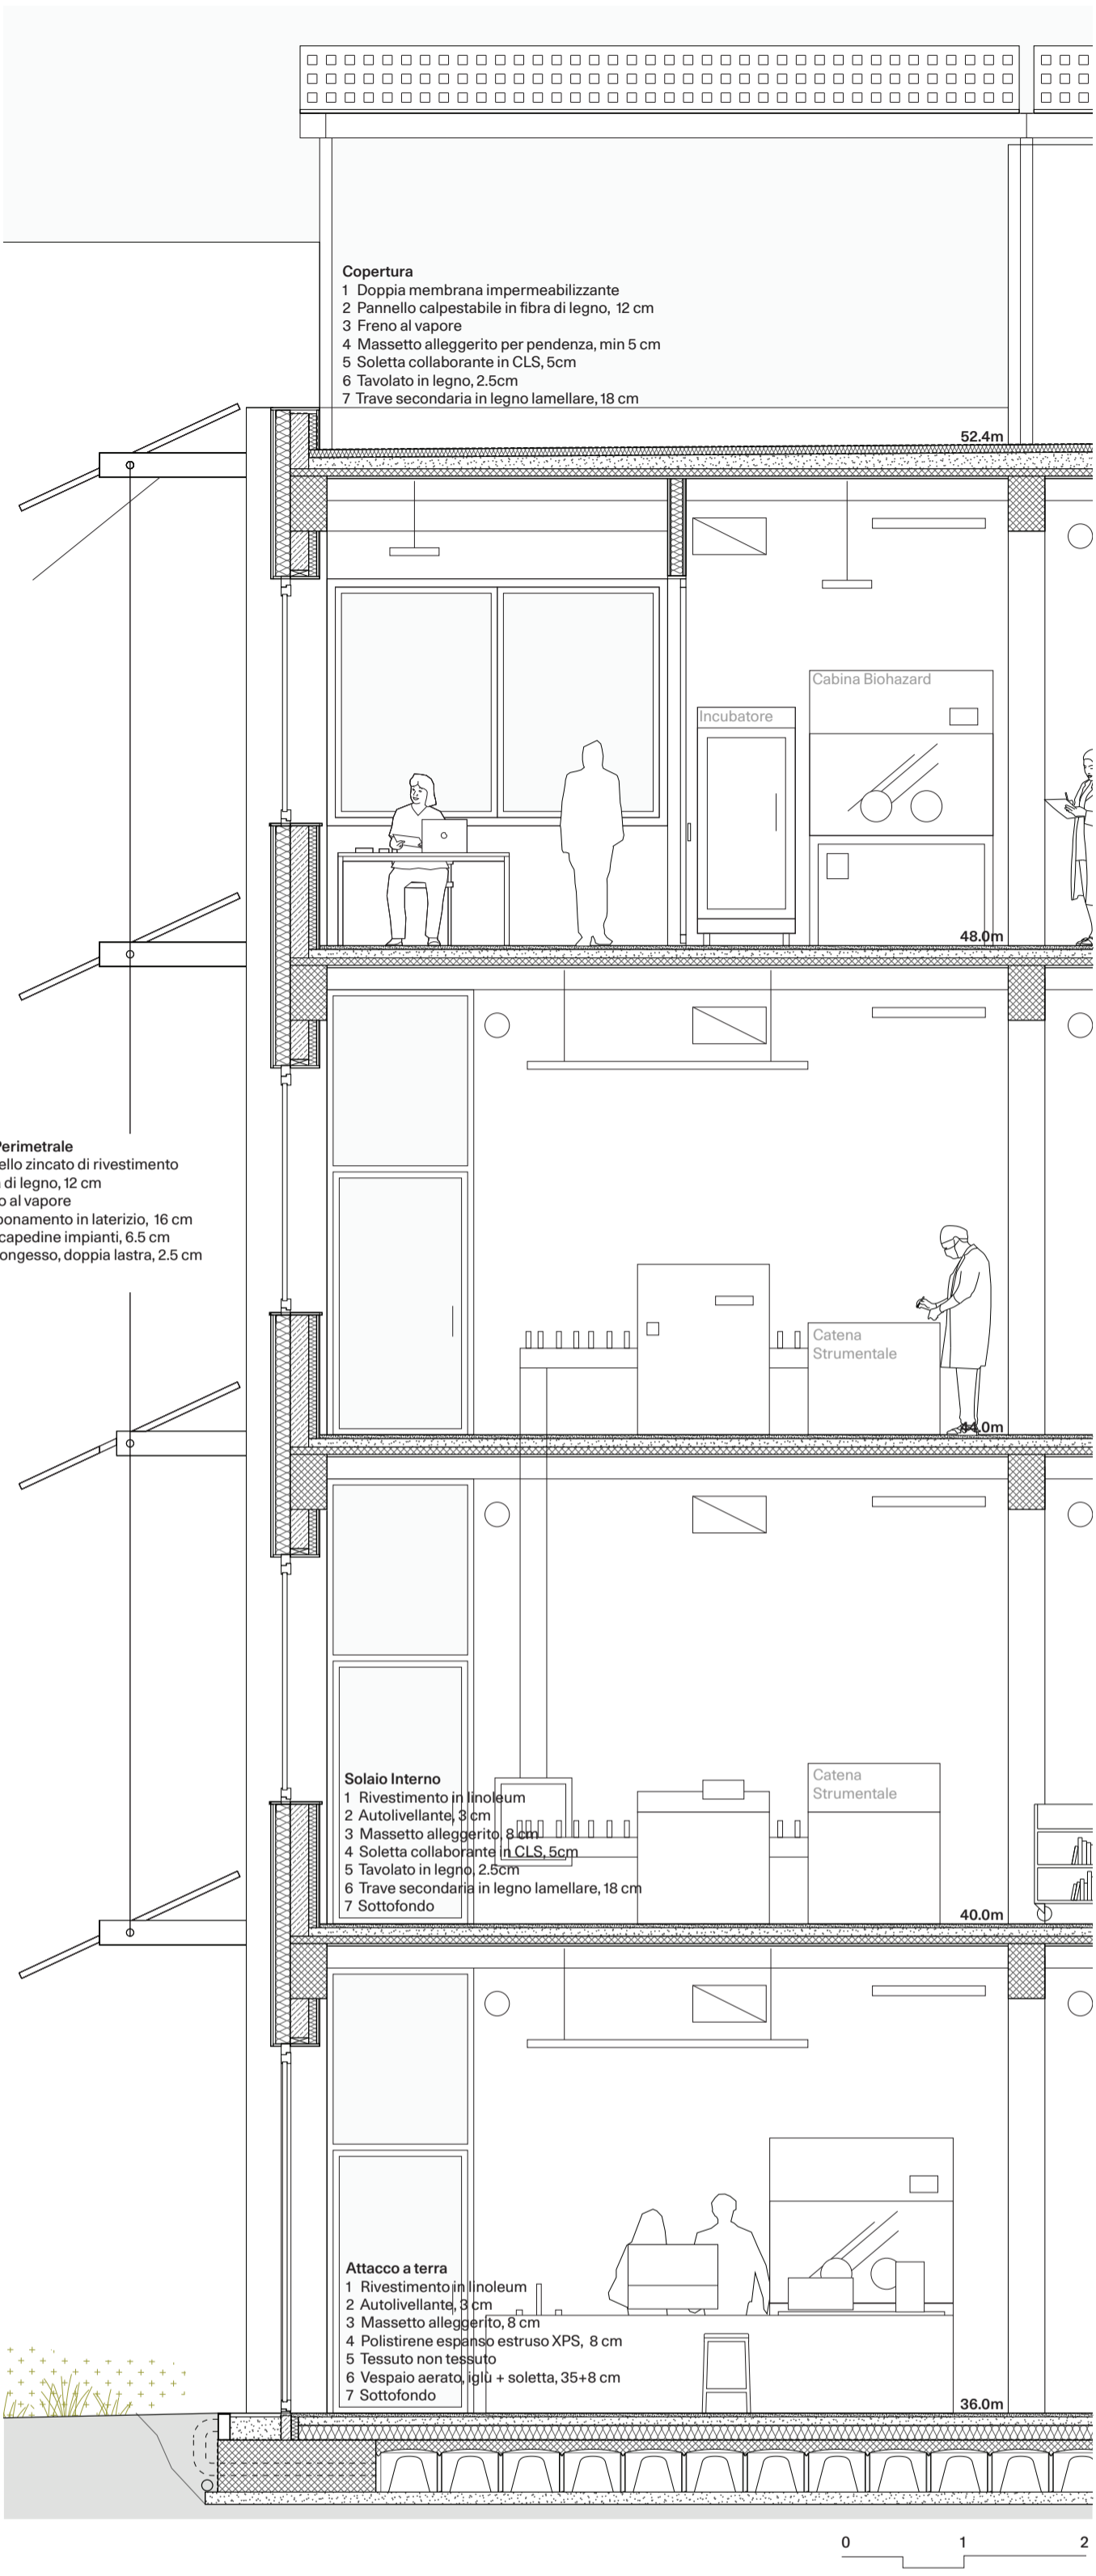 Copertura
1 Doppia membrana impermeabilizzante
2 Pannello calpestabile in fibra di legno, 12 cm
3 Freno al vapore
4 Massetto alleggerito per pendenza, min 5 cm
5 Soletta collaborante in CLS, 5cm
6 Tavolato in legno, 2.5cm
7 Trave secondaria in legno lamellare, 18 cm
52.4m
Cabina Biohazard
Incubatore
48.0m
Perimetrale
ello zincato di rivestimento
di legno, 12 cm
o al vapore
ponamento in laterizio, 16 cm
capedine impianti, 6.5 cm
ongesso, doppia lastra, 2.5 cm
Catena
Strumentale
44.0m
Catena
Strumentale
Solaio Interno
1 Rivestimento in linoleum
2 Autolivellante, 3 cm
3 Massetto alleggerito, 8 cm
4 Soletta collaborante in CLS, 5cm
5 Tavolato in legno, 2.5cm
6 Trave secondaria in legno lamellare, 18 cm
7 Sottofondo
40.0m
Attacco a terra
1 Rivestimento in linoleum
2 Autolivellante, 3 cm
3 Massetto alleggerito, 8 cm
4 Polistirene espanso estruso XPS, 8 cm
5 Tessuto non tessuto
6 Vespaio aerato, iglù + soletta, 35+8 cm
7 Sottofondo
36.0m
0 1 2